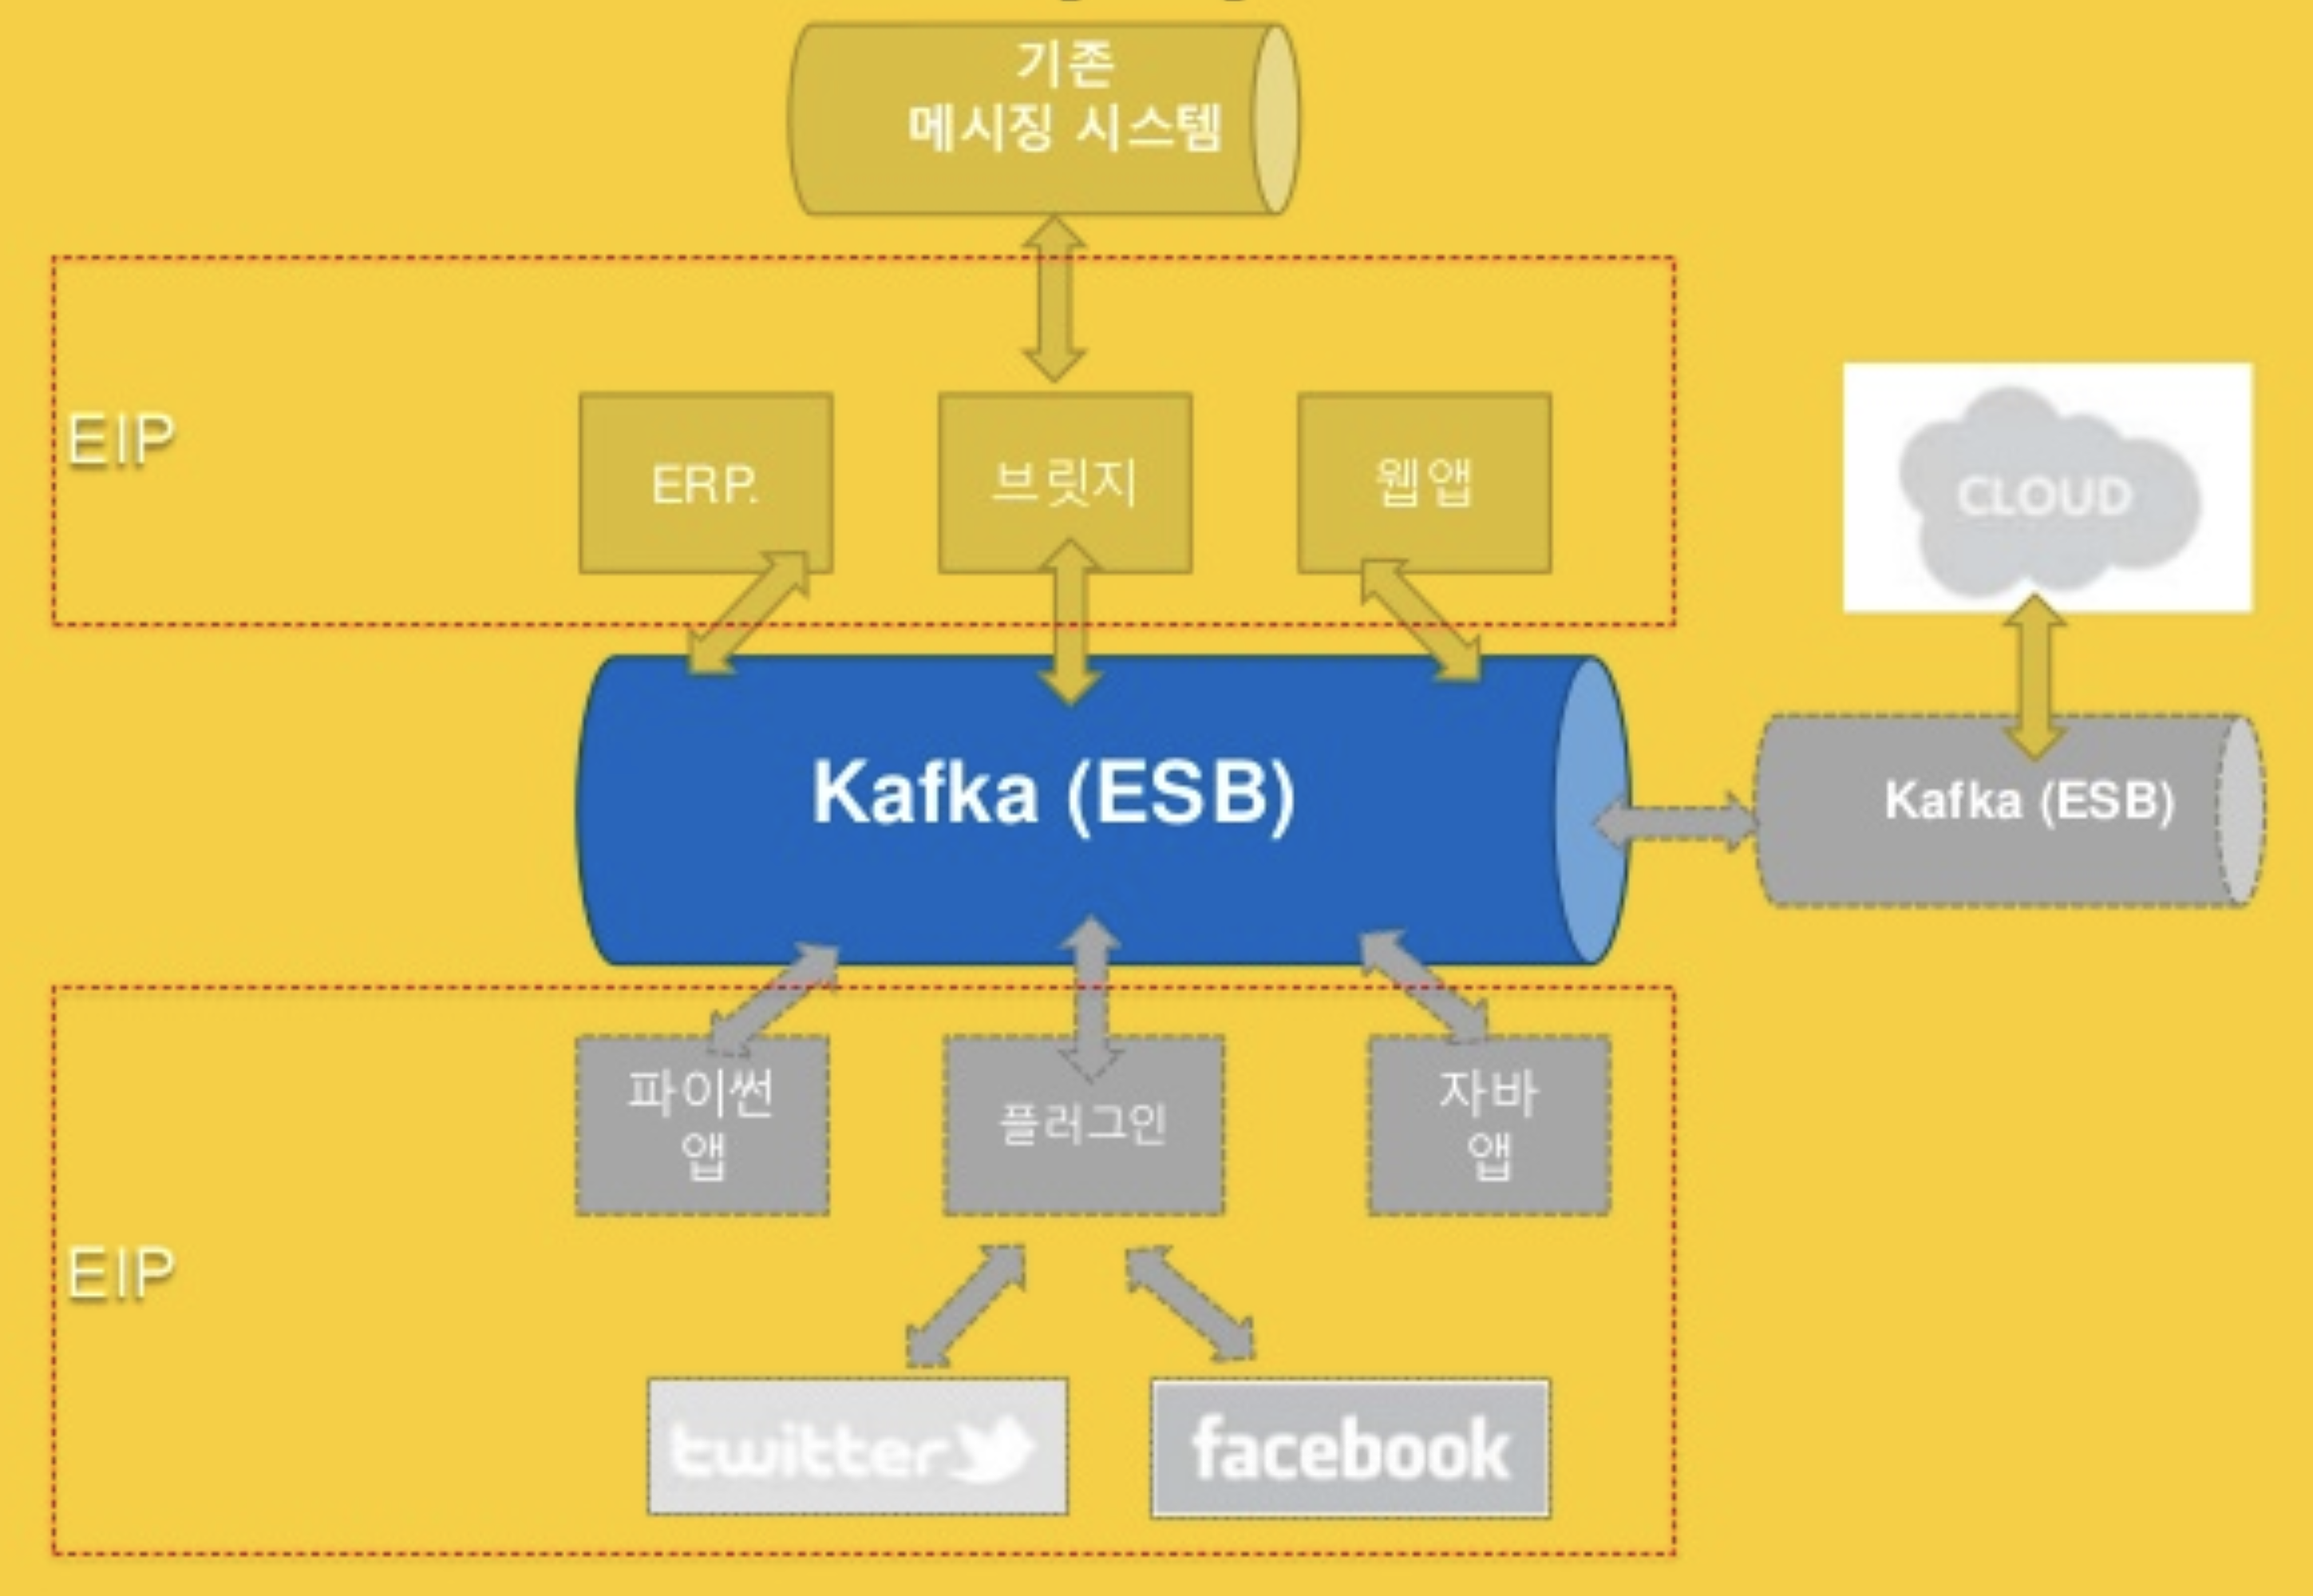 기존
메시징 시스템
EIP
ERP.
브릿지
웹앱
CLOUD
Kafka (ESB)
Kafka (ESB)
파이썬
앱
플러그인
자바
앱
EIP
twitter
facebook